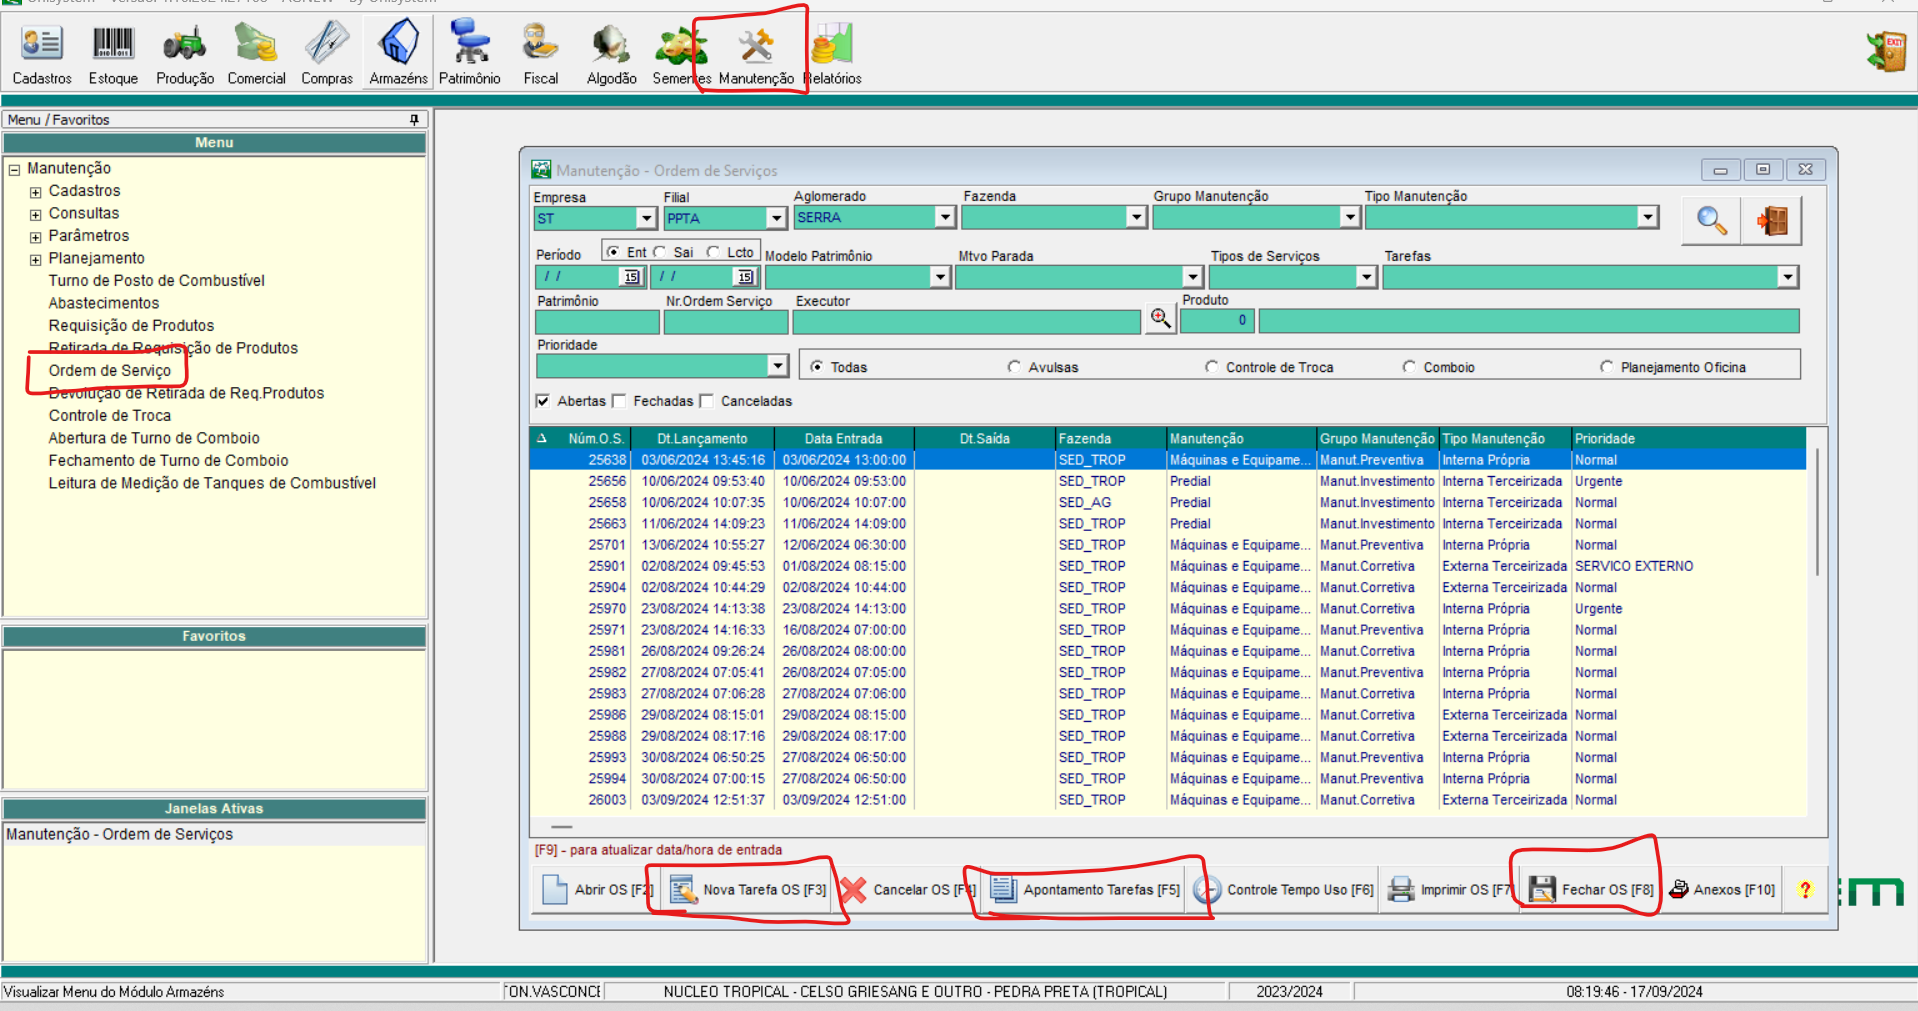 Unisystem - Versão: 1.10.2024.27163 - AGNEW - By Unisystem
Cadastros Estoque Produção Comercial Compras Armazéns Patrimônio Fiscal Algodão Sementes Manutenção Relatórios
EXIT
Menu / Favoritos
Menu
Manutenção
Cadastros
Consultas
Parâmetros
Planejamento
Turno de Posto de Combustível
Abastecimentos
Requisição de Produtos
Retirada de Requisição de Produtos
Ordem de Serviço
Devolução de Retirada de Req.Produtos
Controle de Troca
Abertura de Turno de Comboio
Fechamento de Turno de Comboio
Leitura de Medição de Tanques de Combustível
Favoritos
Janelas Ativas
Manutenção - Ordem de Serviços
Manutenção - Ordem de Serviços
Empresa Filial Aglomerado Fazenda Grupo Manutenção Tipo Manutenção
ST PPTA SERRA
Período Ent Sai Lcto Modelo Patrimônio Mtvo Parada Tipos de Serviços Tarefas
/ / 15 / / 15
Patrimônio Nr.Ordem Serviço Executor Produto
0
Prioridade
Todas Avulsas Controle de Troca Comboio Planejamento Oficina
Abertas Fechadas Canceladas
Núm.O.S. Dt.Lançamento Data Entrada Dt.Saída Fazenda Manutenção Grupo Manutenção Tipo Manutenção Prioridade
25638 03/06/2024 13:45:16 03/06/2024 13:00:00 SED_TROP Máquinas e Equipame... Manut.Preventiva Interna Própria Normal
25656 10/06/2024 09:53:40 10/06/2024 09:53:00 SED_TROP Predial Manut.Investimento Interna Terceirizada Urgente
25658 10/06/2024 10:07:35 10/06/2024 10:07:00 SED_AG Predial Manut.Investimento Interna Terceirizada Normal
25663 11/06/2024 14:09:23 11/06/2024 14:09:00 SED_TROP Predial Manut.Investimento Interna Terceirizada Normal
25701 13/06/2024 10:55:27 12/06/2024 06:30:00 SED_TROP Máquinas e Equipame... Manut.Preventiva Interna Própria Normal
25901 02/08/2024 09:45:53 01/08/2024 08:15:00 SED_TROP Máquinas e Equipame... Manut.Corretiva Externa Terceirizada SERVICO EXTERNO
25904 02/08/2024 10:44:29 02/08/2024 10:44:00 SED_TROP Máquinas e Equipame... Manut.Corretiva Externa Terceirizada Normal
25970 23/08/2024 14:13:38 23/08/2024 14:13:00 SED_TROP Máquinas e Equipame... Manut.Corretiva Interna Própria Urgente
25971 23/08/2024 14:16:33 16/08/2024 07:00:00 SED_TROP Máquinas e Equipame... Manut.Preventiva Interna Própria Normal
25981 26/08/2024 09:26:24 26/08/2024 08:00:00 SED_TROP Máquinas e Equipame... Manut.Corretiva Interna Própria Normal
25982 27/08/2024 07:05:41 26/08/2024 07:05:00 SED_TROP Máquinas e Equipame... Manut.Preventiva Interna Própria Normal
25983 27/08/2024 07:06:28 27/08/2024 07:06:00 SED_TROP Máquinas e Equipame... Manut.Corretiva Interna Própria Normal
25986 29/08/2024 08:15:01 29/08/2024 08:15:00 SED_TROP Máquinas e Equipame... Manut.Corretiva Externa Terceirizada Normal
25988 29/08/2024 08:17:16 29/08/2024 08:17:00 SED_TROP Máquinas e Equipame... Manut.Corretiva Externa Terceirizada Normal
25993 30/08/2024 06:50:25 27/08/2024 06:50:00 SED_TROP Máquinas e Equipame... Manut.Preventiva Interna Própria Normal
25994 30/08/2024 07:00:15 27/08/2024 06:50:00 SED_TROP Máquinas e Equipame... Manut.Preventiva Interna Própria Normal
26003 03/09/2024 12:51:37 03/09/2024 12:51:00 SED_TROP Máquinas e Equipame... Manut.Corretiva Externa Terceirizada Normal
[F9] - para atualizar data/hora de entrada
Abrir OS [F2] Nova Tarefa OS [F3] Cancelar OS [F4] Apontamento Tarefas [F5] Controle Tempo Uso [F6] Imprimir OS [F7] Fechar OS [F8] Anexos [F10] ?
em
Visualizar Menu do Módulo Armazéns TON.VASCONCE NUCLEO TROPICAL - CELSO GRIESANG E OUTRO - PEDRA PRETA (TROPICAL) 2023/2024 08:19:46 - 17/09/2024